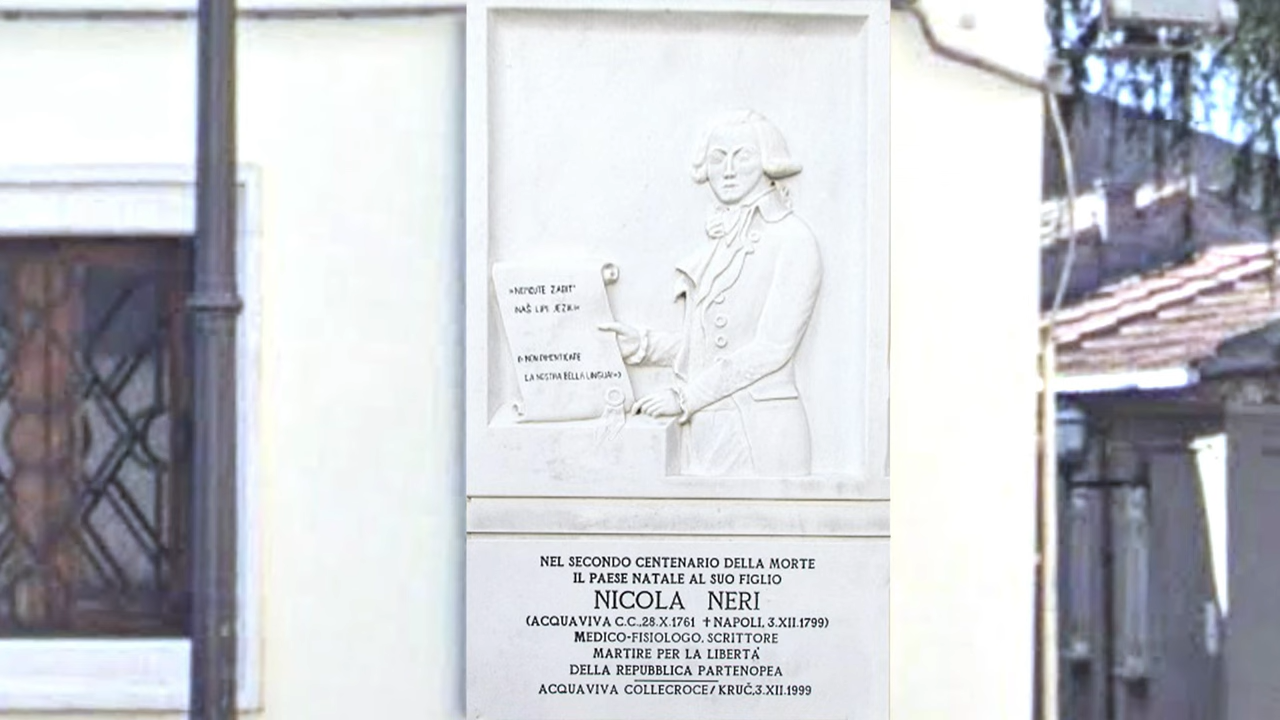 »NEMOJTE ZABIT'
NAŠ LIPI JEZIK«
(»NON DIMENTICATE
LA NOSTRA BELLA LINGUA!«)
NEL SECONDO CENTENARIO DELLA MORTE
IL PAESE NATALE AL SUO FIGLIO
NICOLA NERI
(ACQUAVIVA C.C.,28.X.1761 ✝ NAPOLI, 3.XII.1799)
MEDICO-FISIOLOGO, SCRITTORE
MARTIRE PER LA LIBERTA'
DELLA REPUBBLICA PARTENOPEA
ACQUAVIVA COLLECROCE/KRUČ,3.XII.1999